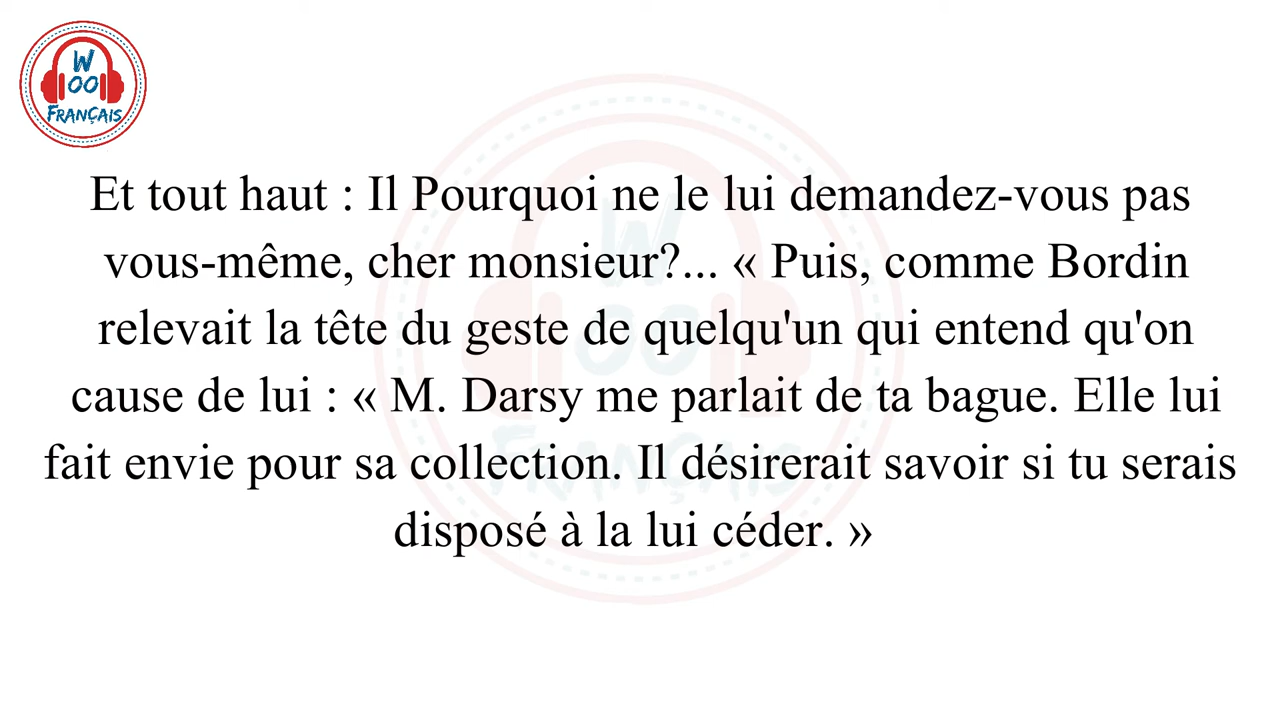 W
OO
FRANÇAIS
Et tout haut : Il Pourquoi ne le lui demandez-vous pas
vous-même, cher monsieur?... « Puis, comme Bordin
relevait la tête du geste de quelqu'un qui entend qu'on
cause de lui : « M. Darsy me parlait de ta bague. Elle lui
fait envie pour sa collection. Il désirerait savoir si tu serais
disposé à la lui céder. »